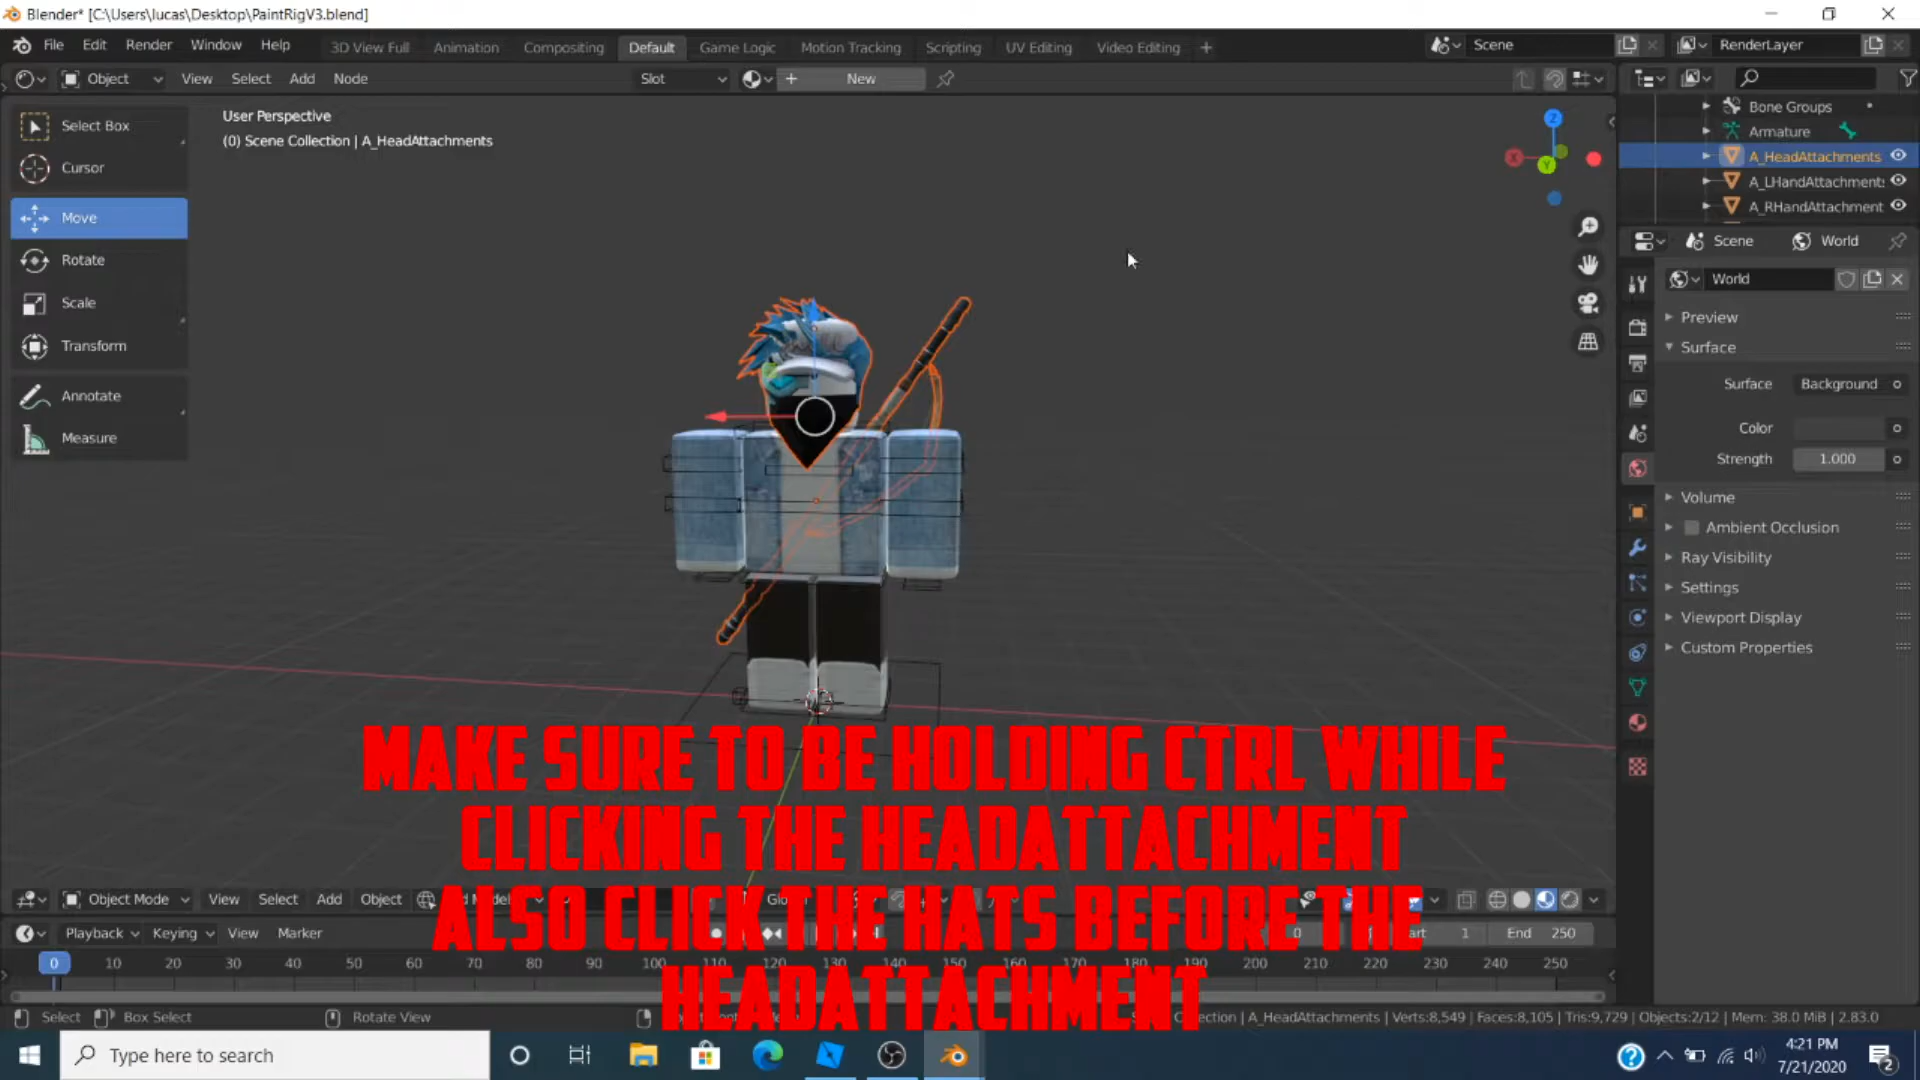 Blender* [C:\Users\lucas\Desktop\PaintRigV3.blend]
File Edit Render Window Help 3D View Full Animation Compositing Default Game Logic Motion Tracking Scripting UV Editing Video Editing + Scene RenderLayer
Object View Select Add Node Slot New
Select Box
Cursor
Move
Rotate
Scale
Transform
Annotate
Measure
User Perspective
(0) Scene Collection | A_HeadAttachments
Z
X
Y
Bone Groups
Armature
A_HeadAttachments
A_LHandAttachment
A_RHandAttachment
Scene World
World
Preview
Surface
Surface Background
Color
Strength 1.000
Volume
Ambient Occlusion
Ray Visibility
Settings
Viewport Display
Custom Properties
MAKE SURE TO BE HOLDING CTRL WHILE
CLICKING THE HEADATTACHMENT
ALSO CLICK THE HATS BEFORE THE
HEADATTACHMENT
Object Mode View Select Add Object
Playback Keying View Marker 0 1 End 250
0 10 20 30 40 50 60 70 80 90 100 110 120 130 140 150 200 210 220 230 240 250
Select Box Select Rotate View | A_HeadAttachments | Verts:8,549 | Faces:8,105 | Tris:9,729 | Objects:2/12 | Mem: 38.0 MiB | 2.83.0
Type here to search
4:21 PM
7/21/2020
2